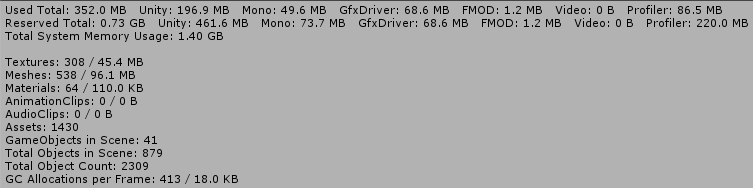 Used Total: 352.0 MB Unity: 196.9 MB Mono: 49.6 MB GfxDriver: 68.6 MB FMOD: 1.2 MB Video: 0 B Profiler: 86.5 MB
Reserved Total: 0.73 GB Unity: 461.6 MB Mono: 73.7 MB GfxDriver: 68.6 MB FMOD: 1.2 MB Video: 0 B Profiler: 220.0 MB
Total System Memory Usage: 1.40 GB
Textures: 308 / 45.4 MB
Meshes: 538 / 96.1 MB
Materials: 64 / 110.0 KB
AnimationClips: 0 / 0 B
AudioClips: 0 / 0 B
Assets: 1430
GameObjects in Scene: 41
Total Objects in Scene: 879
Total Object Count: 2309
GC Allocations per Frame: 413 / 18.0 KB